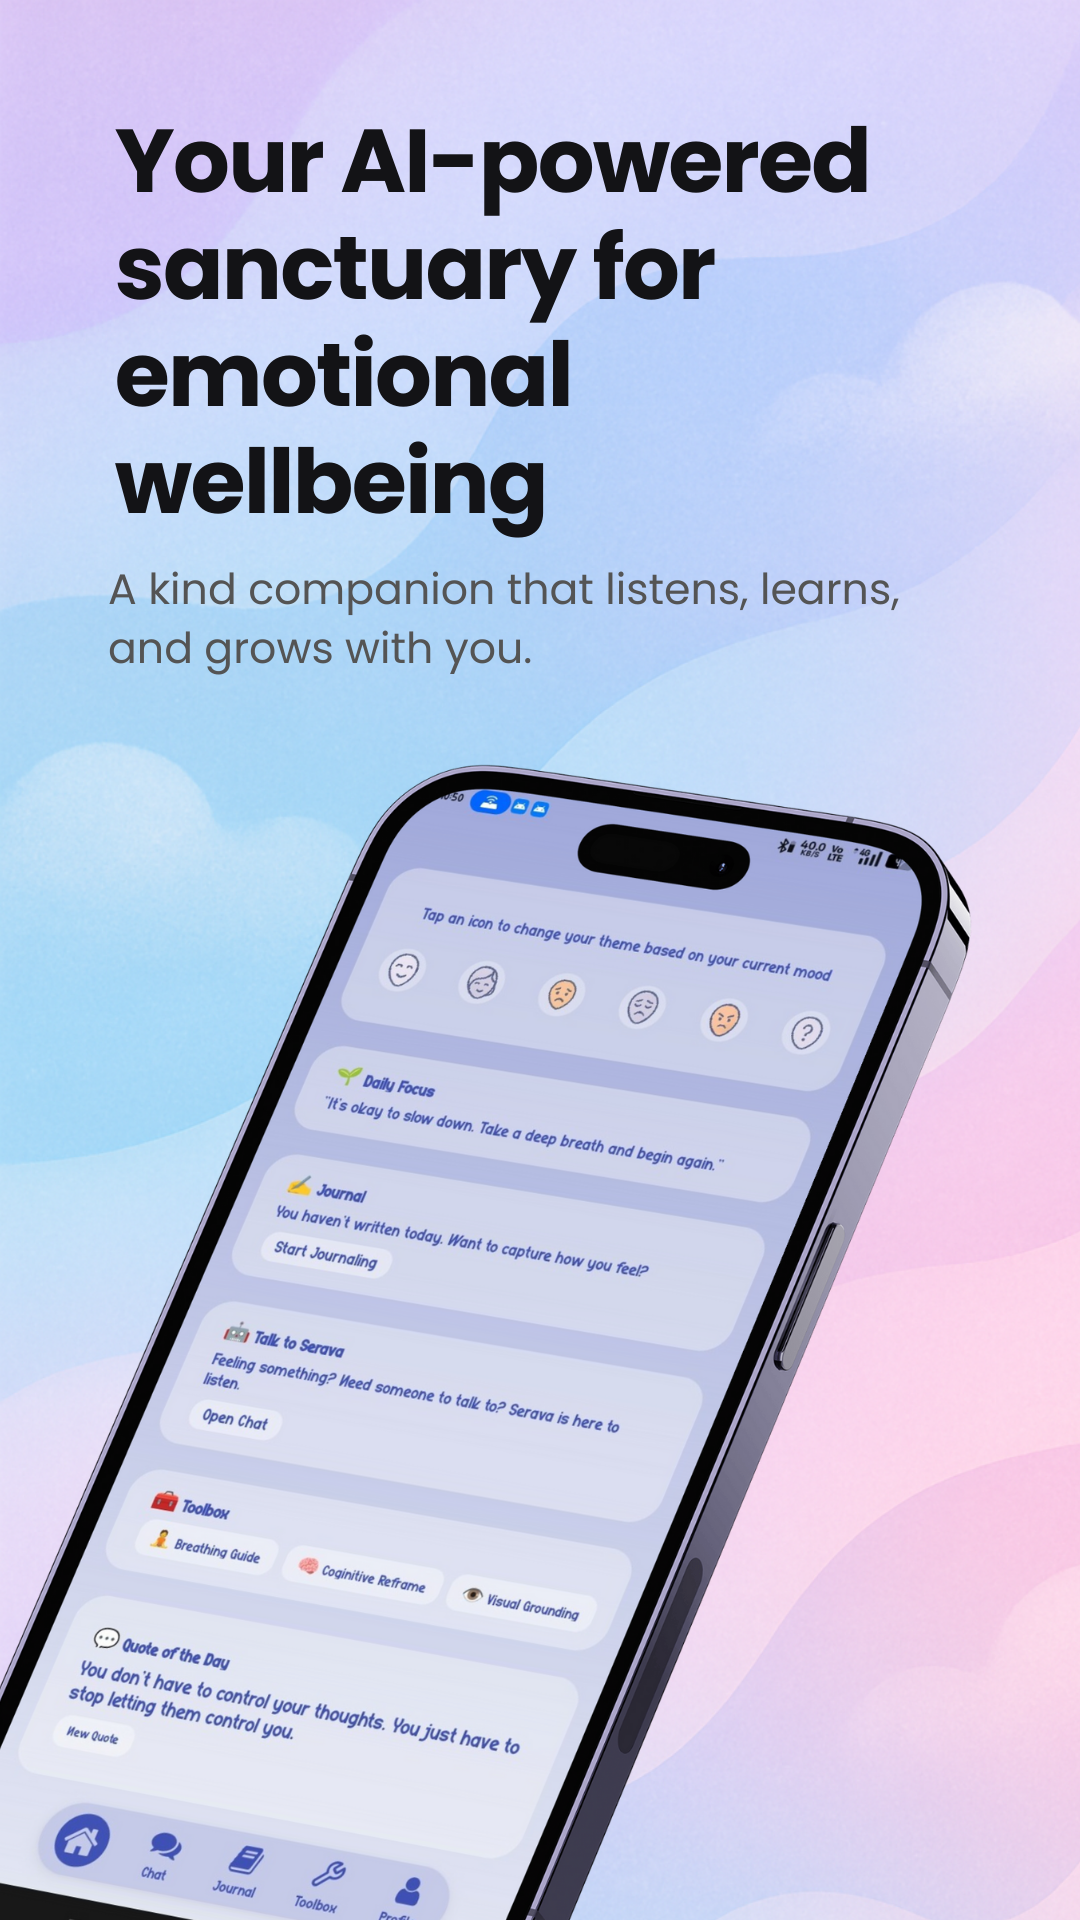 Your AI-powered
sanctuary for
emotional
wellbeing
A kind companion that listens, learns,
and grows with you.
40.0 Vo
KB/S LTE
4G
Tap an icon to change your theme based on your current mood
?
🌱 Daily Focus
"It's okay to slow down. Take a deep breath and begin again."
✍️ Journal
You haven't written today. Want to capture how you feel?
Start Journaling
🤖 Talk to Serava
Feeling something? Need someone to talk to? Serava is here to
listen.
Open Chat
🧰 Toolbox
Breathing Guide
Coginitive Reframe
Visual Grounding
💬 Quote of the Day
You don't have to control your thoughts. You just have to
stop letting them control you.
New Quote
Chat
Journal
Toolbox